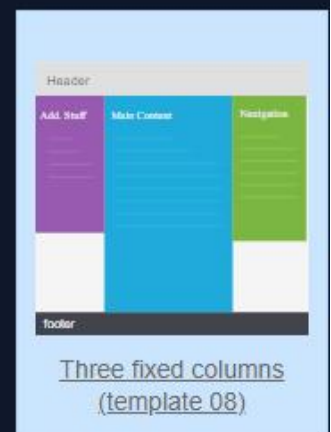 Header
Add. Stuff
Main Content
Navigation
footer
Three fixed columns
(template 08)